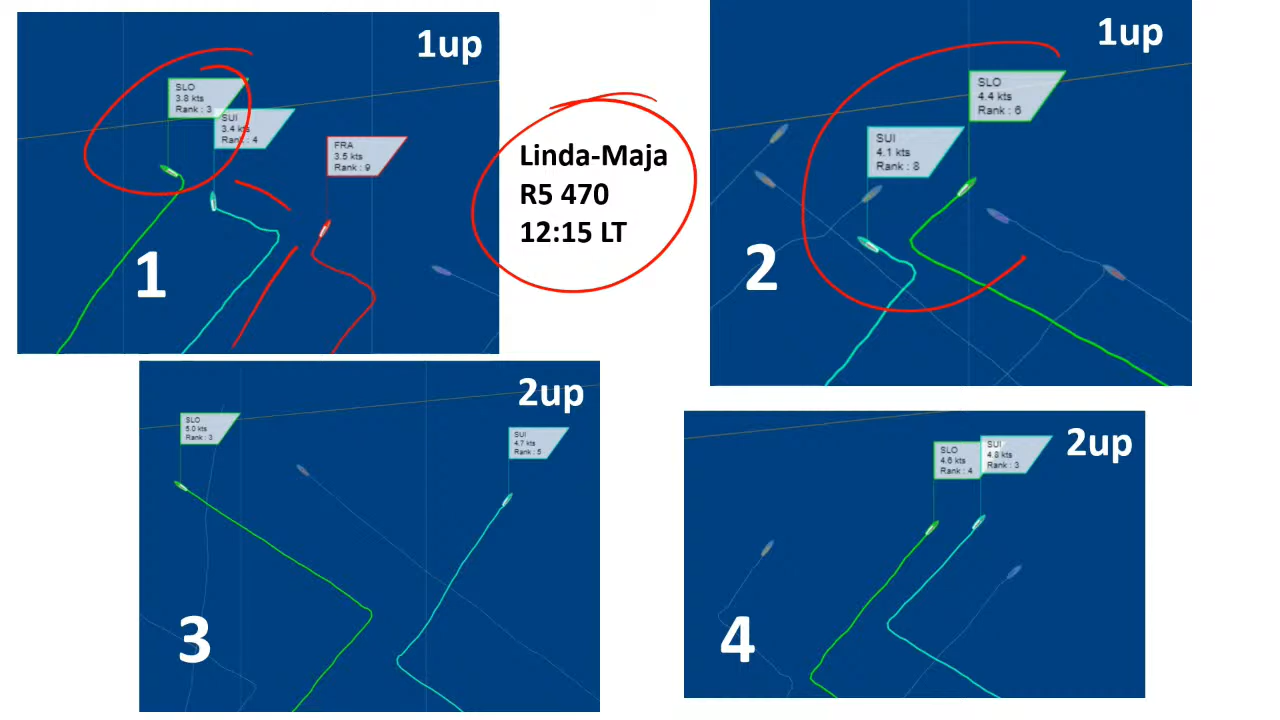 1up
SLO
3.8 kts
Rank : 3
SUI
3.4 kts
Rank : 4
FRA
3.5 kts
Rank : 9
1
Linda-Maja
R5 470
12:15 LT
1up
SLO
4.4 kts
Rank : 6
SUI
4.1 kts
Rank : 8
2
2up
SLO
5.0 kts
Rank : 3
SUI
4.7 kts
Rank : 5
3
2up
SLO
4.6 kts
Rank : 4
SUI
4.8 kts
Rank : 3
4